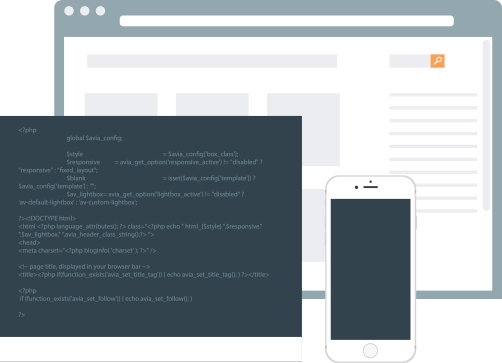 <?php
global $avia_config;
$style = $avia_config['box_class'];
$responsive = avia_get_option('responsive_active') != "disabled" ?
"responsive" : "fixed_layout";
$blank = isset($avia_config['template']) ?
$avia_config['template'] : "";
$av_lightbox= avia_get_option('lightbox_active') != "disabled" ?
'av-default-lightbox' : 'av-custom-lightbox';
?><!DOCTYPE html>
<html <?php language_attributes(); ?> class="<?php echo " html_{$style} ".$responsive."
".$av_lightbox." ".avia_header_class_string();?> ">
<head>
<meta charset="<?php bloginfo( 'charset' ); ?>" />
<!-- page title, displayed in your browser bar -->
<title><?php if(function_exists('avia_set_title_tag')) { echo avia_set_title_tag(); } ?></title>
<?php
if (function_exists('avia_set_follow')) { echo avia_set_follow(); }
?>